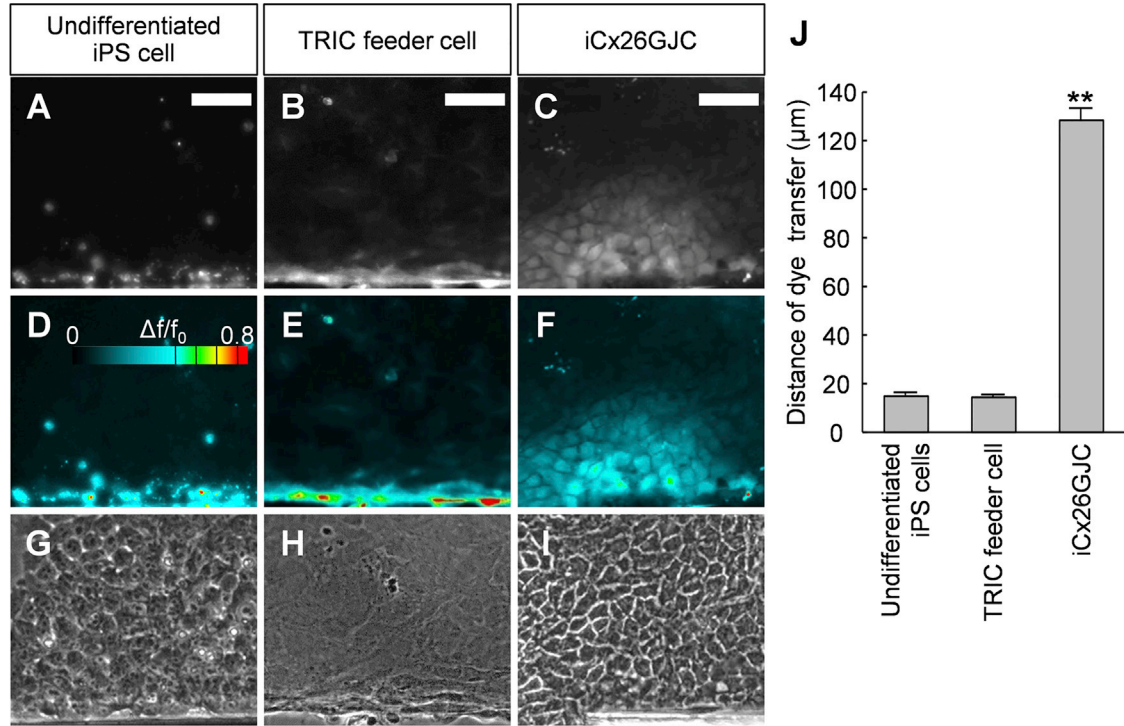 Undifferentiated
iPS cell
TRIC feeder cell
iCx26GJC
A
B
C
D
0 Δf/f₀ 0.8
E
F
G
H
I
J
Distance of dye transfer (μm)
140
120
100
80
60
40
20
0
**
Undifferentiated
iPS cells
TRIC feeder cell
iCx26GJC